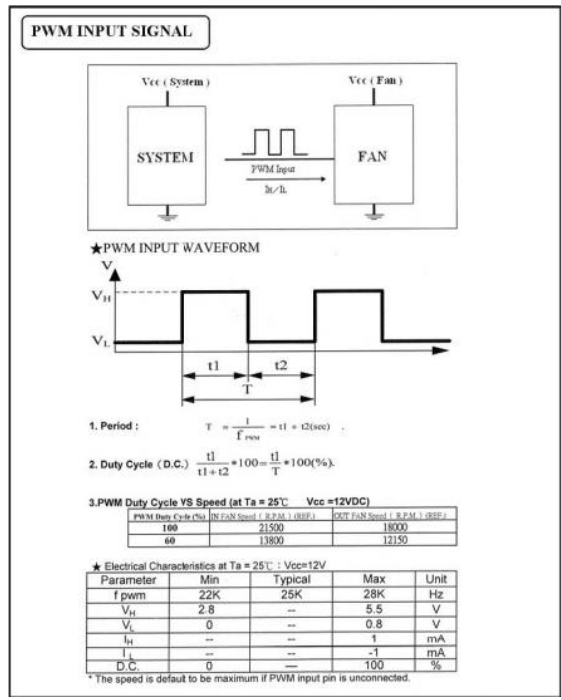 PWM INPUT SIGNAL
Vcc ( System )
Vcc ( Fan )
SYSTEM
FAN
PWM Input
IH/IL
★PWM INPUT WAVEFORM
V
VH
VL
t1 t2
T
1. Period : T = 1 / f PWM = t1 + t2(sec) .
2. Duty Cycle (D.C.) t1 / t1+t2 *100= t1 / T *100(%).
3.PWM Duty Cycle VS Speed (at Ta = 25℃ Vcc =12VDC)
PWM Duty Cycle (%) IN FAN Speed ( R.P.M. ) (REF.) OUT FAN Speed ( R.P.M. ) (REF.)
100 21500 18000
60 13800 12150
★ Electrical Characteristics at Ta = 25℃ : Vcc=12V
Parameter Min Typical Max Unit
f pwm 22K 25K 28K Hz
VH 2.8 -- 5.5 V
VL 0 -- 0.8 V
IH -- -- 1 mA
IL -- -- -1 mA
D.C. 0 — 100 %
* The speed is default to be maximum if PWM input pin is unconnected.